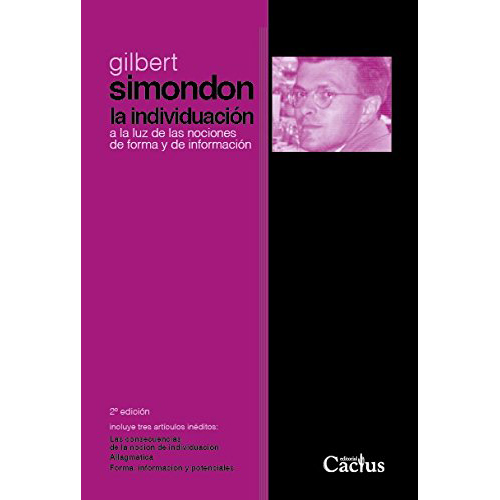 gilbert
simondon
la individuación
a la luz de las nociones
de forma y de información
2ª edición
incluye tres artículos inéditos:
Las consecuencias
de la noción de individuación
Allagmática
Forma, información y potenciales
editorial
Cactus